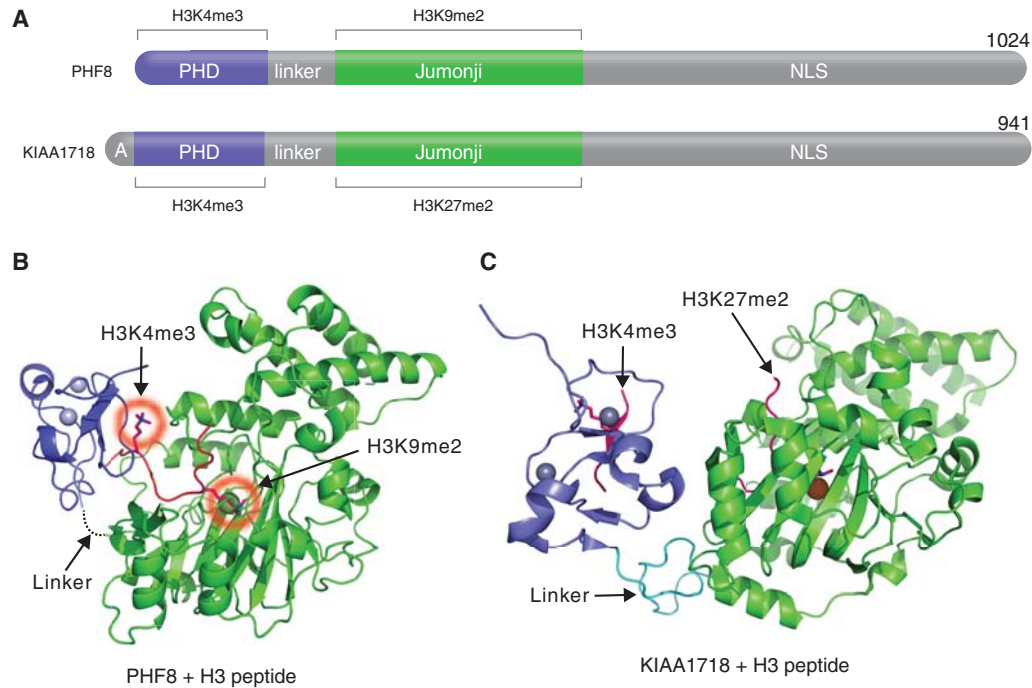 A
H3K4me3 H3K9me2
1024
PHF8 PHD linker Jumonji NLS
941
KIAA1718 A PHD linker Jumonji NLS
H3K4me3 H3K27me2
B
H3K4me3
H3K9me2
Linker
PHF8 + H3 peptide
C
H3K27me2
H3K4me3
Linker
KIAA1718 + H3 peptide